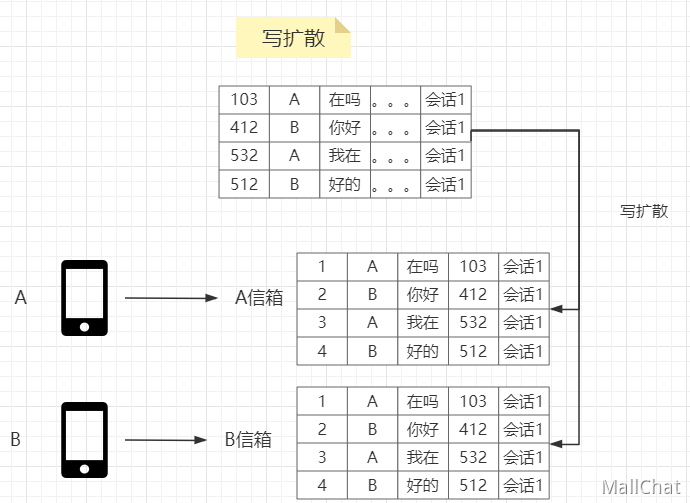 写扩散
103 A 在吗 。。。 会话1
412 B 你好 。。。 会话1
532 A 我在 。。。 会话1
512 B 好的 。。。 会话1
写扩散
A
A信箱
1 A 在吗 103 会话1
2 B 你好 412 会话1
3 A 我在 532 会话1
4 B 好的 512 会话1
B
B信箱
1 A 在吗 103 会话1
2 B 你好 412 会话1
3 A 我在 532 会话1
4 B 好的 512 会话1
MallChat